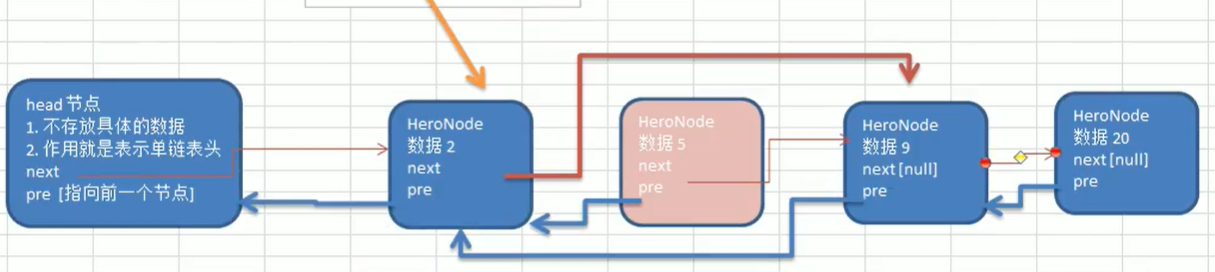 head 节点
1. 不存放具体的数据
2. 作用就是表示单链表头
next
pre [指向前一个节点]
HeroNode
数据 2
next
pre
HeroNode
数据 5
next
pre
HeroNode
数据 9
next [null]
pre
HeroNode
数据 20
next [null]
pre